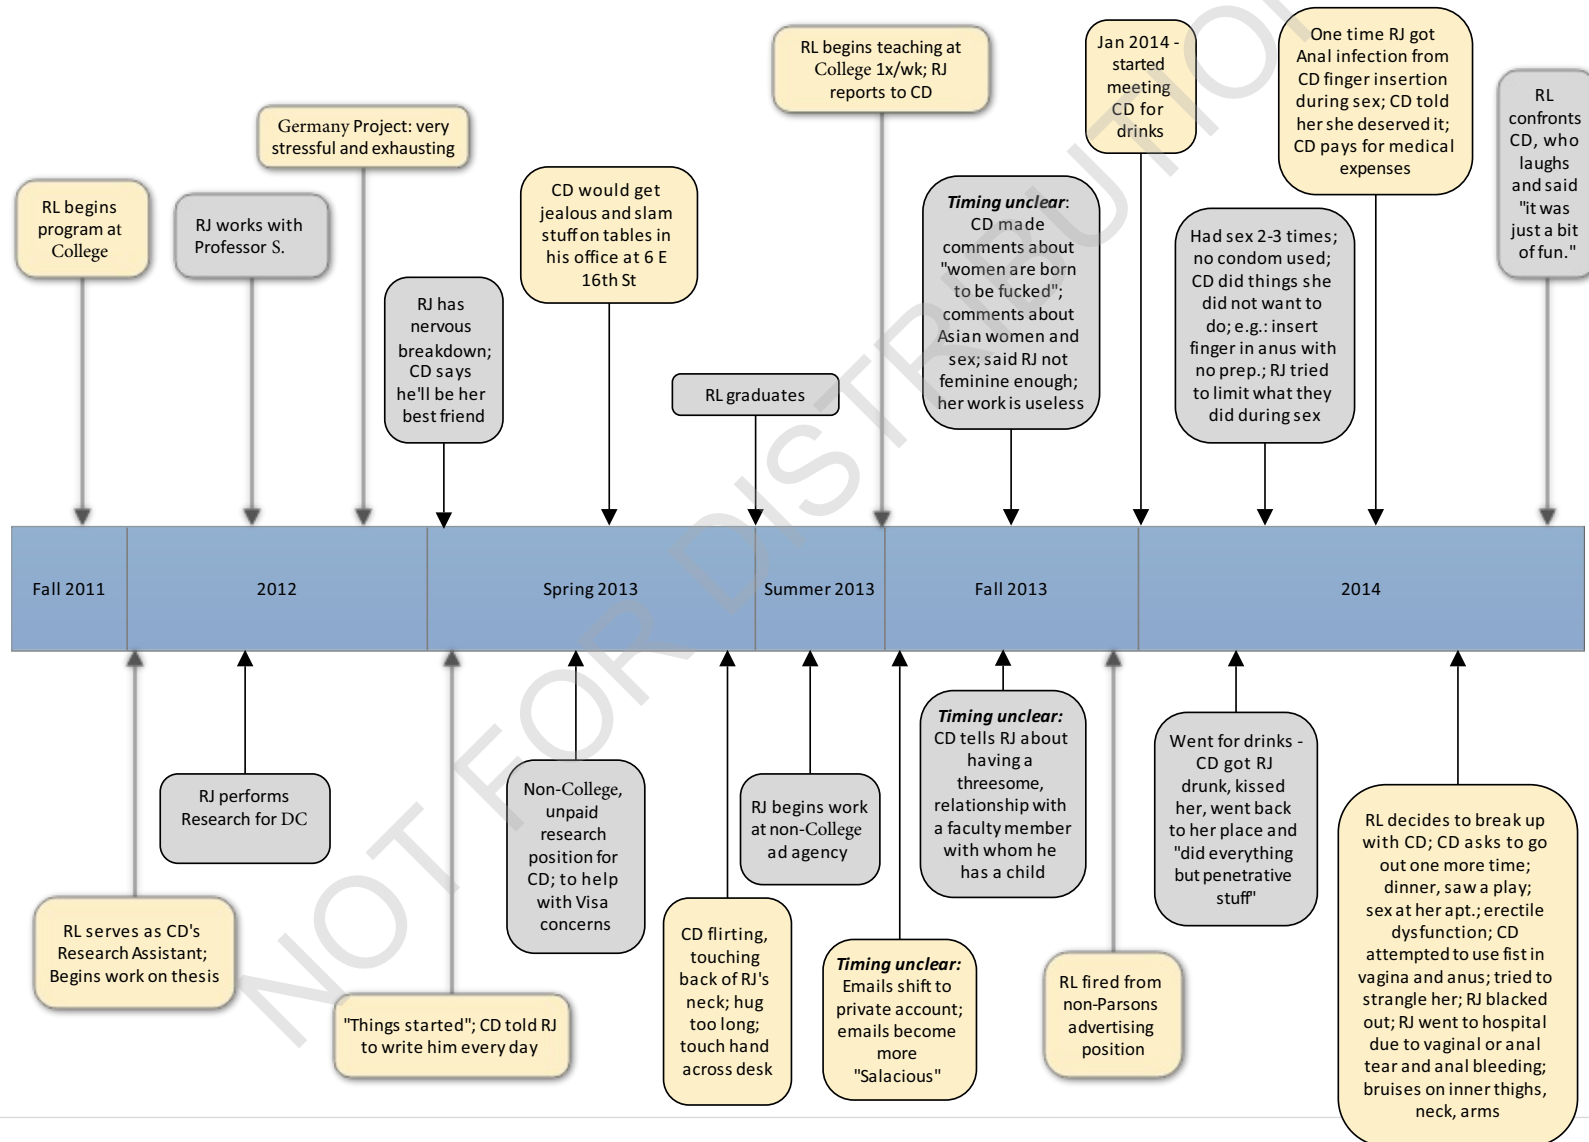 RL begins
program at
College
RJ works with
Professor S.
Germany Project: very
stressful and exhausting
RJ has
nervous
breakdown;
CD says
he'll be her
best friend
CD would get
jealous and slam
stuff on tables in
his office at 6 E
16th St
RL graduates
RL begins teaching at
College 1x/wk; RJ
reports to CD
Timing unclear:
CD made
comments about
"women are born
to be fucked";
comments about
Asian women and
sex; said RJ not
feminine enough;
her work is useless
Jan 2014 -
started
meeting
CD for
drinks
Had sex 2-3 times;
no condom used;
CD did things she
did not want to
do; e.g.: insert
finger in anus with
no prep.; RJ tried
to limit what they
did during sex
One time RJ got
Anal infection from
CD finger insertion
during sex; CD told
her she deserved it;
CD pays for medical
expenses
RL
confronts
CD, who
laughs
and said
"it was
just a bit
of fun."
Fall 2011
2012
Spring 2013
Summer 2013
Fall 2013
2014
RL serves as CD's
Research Assistant;
Begins work on thesis
RJ performs
Research for DC
"Things started"; CD told RJ
to write him every day
Non-College,
unpaid
research
position for
CD; to help
with Visa
concerns
CD flirting,
touching
back of RJ's
neck; hug
too long;
touch hand
across desk
RJ begins work
at non-College
ad agency
Timing unclear:
Emails shift to
private account;
emails become
more
"Salacious"
Timing unclear:
CD tells RJ about
having a
threesome,
relationship with
a faculty member
with whom he
has a child
RL fired from
non-Parsons
advertising
position
Went for drinks -
CD got RJ
drunk, kissed
her, went back
to her place and
"did everything
but penetrative
stuff"
RL decides to break up
with CD; CD asks to go
out one more time;
dinner, saw a play;
sex at her apt.; erectile
dysfunction; CD
attempted to use fist in
vagina and anus; tried to
strangle her; RJ blacked
out; RJ went to hospital
due to vaginal or anal
tear and anal bleeding;
bruises on inner thighs,
neck, arms
NOT FOR DISTRIBUTION